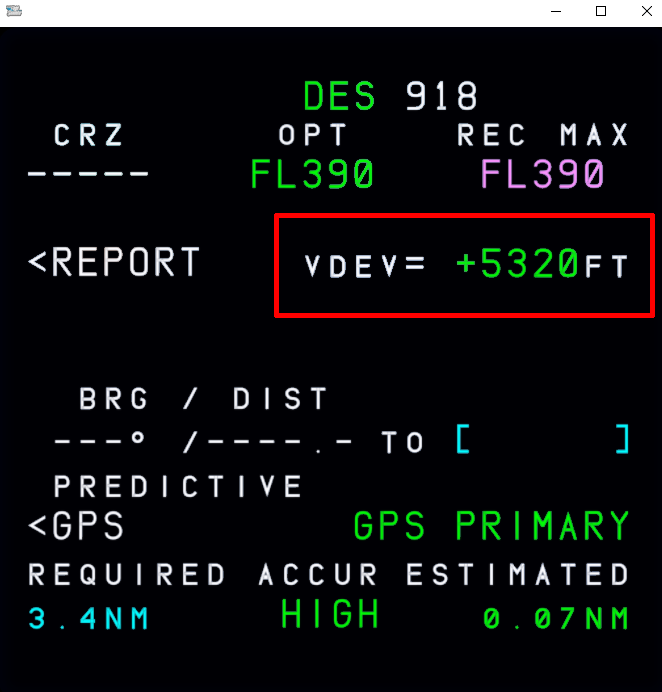 DES 918
CRZ OPT REC MAX
----- FL390 FL390
<REPORT VDEV= +5320FT
BRG / DIST
---° /----.- TO [ ]
PREDICTIVE
<GPS GPS PRIMARY
REQUIRED ACCUR ESTIMATED
3.4NM HIGH 0.07NM